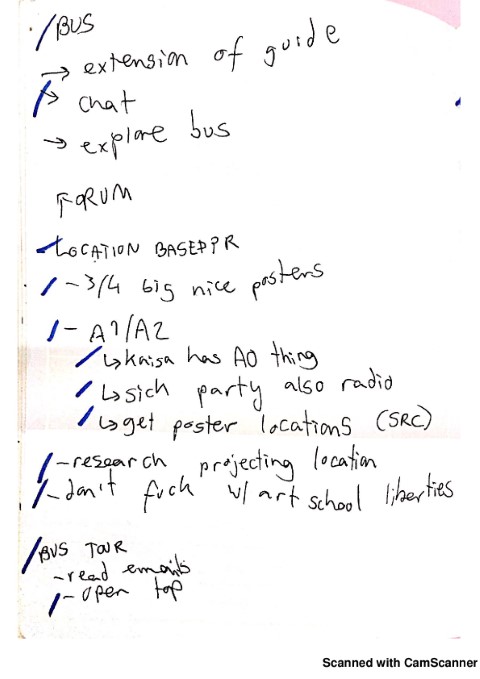 BUS
→ extension of guide
→ chat
→ explore bus
FORUM
LOCATION BASED PR
- 3/4 big nice posters
- A1/A2
↳ kaisa has A0 thing
↳ sich party also radio
↳ get poster locations (SRC)
- research projecting location
- don't fuck w/ art school liberties
BUS TOUR
- read emails
- open top
Scanned with CamScanner